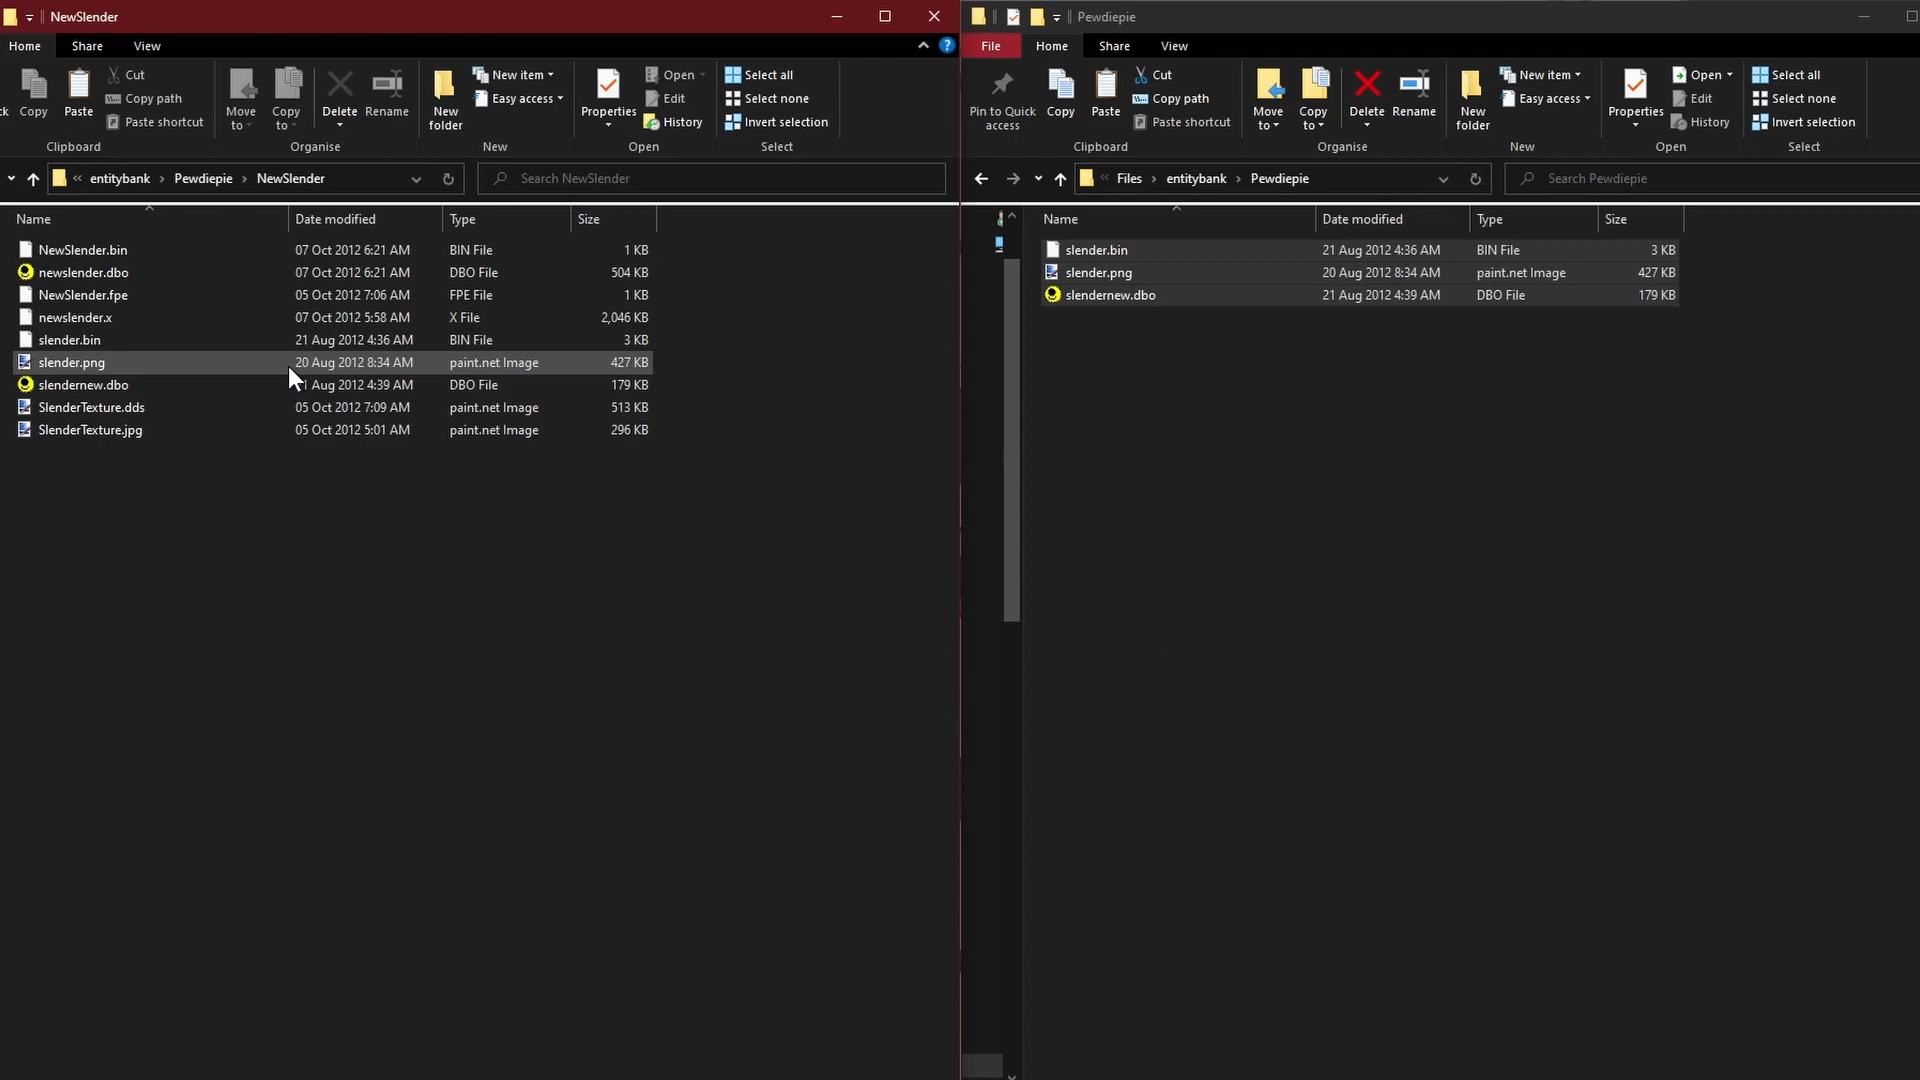 NewSlender
Home Share View
Copy
Paste
Cut
Copy path
Paste shortcut
Clipboard
Move to
Copy to
Delete
Rename
Organise
New folder
New item
Easy access
New
Properties
Open
Edit
History
Open
Select all
Select none
Invert selection
Select
entitybank Pewdiepie NewSlender
Search NewSlender
Name Date modified Type Size
NewSlender.bin 07 Oct 2012 6:21 AM BIN File 1 KB
newslender.dbo 07 Oct 2012 6:21 AM DBO File 504 KB
NewSlender.fpe 05 Oct 2012 7:06 AM FPE File 1 KB
newslender.x 07 Oct 2012 5:58 AM X File 2,046 KB
slender.bin 21 Aug 2012 4:36 AM BIN File 3 KB
slender.png 20 Aug 2012 8:34 AM paint.net Image 427 KB
slendernew.dbo 1 Aug 2012 4:39 AM DBO File 179 KB
SlenderTexture.dds 05 Oct 2012 7:09 AM paint.net Image 513 KB
SlenderTexture.jpg 05 Oct 2012 5:01 AM paint.net Image 296 KB
Pewdiepie
File Home Share View
Pin to Quick access
Copy
Paste
Cut
Copy path
Paste shortcut
Clipboard
Move to
Copy to
Delete
Rename
Organise
New folder
New item
Easy access
New
Properties
Open
Edit
History
Open
Select all
Select none
Invert selection
Select
Files entitybank Pewdiepie
Search Pewdiepie
Name Date modified Type Size
slender.bin 21 Aug 2012 4:36 AM BIN File 3 KB
slender.png 20 Aug 2012 8:34 AM paint.net Image 427 KB
slendernew.dbo 21 Aug 2012 4:39 AM DBO File 179 KB